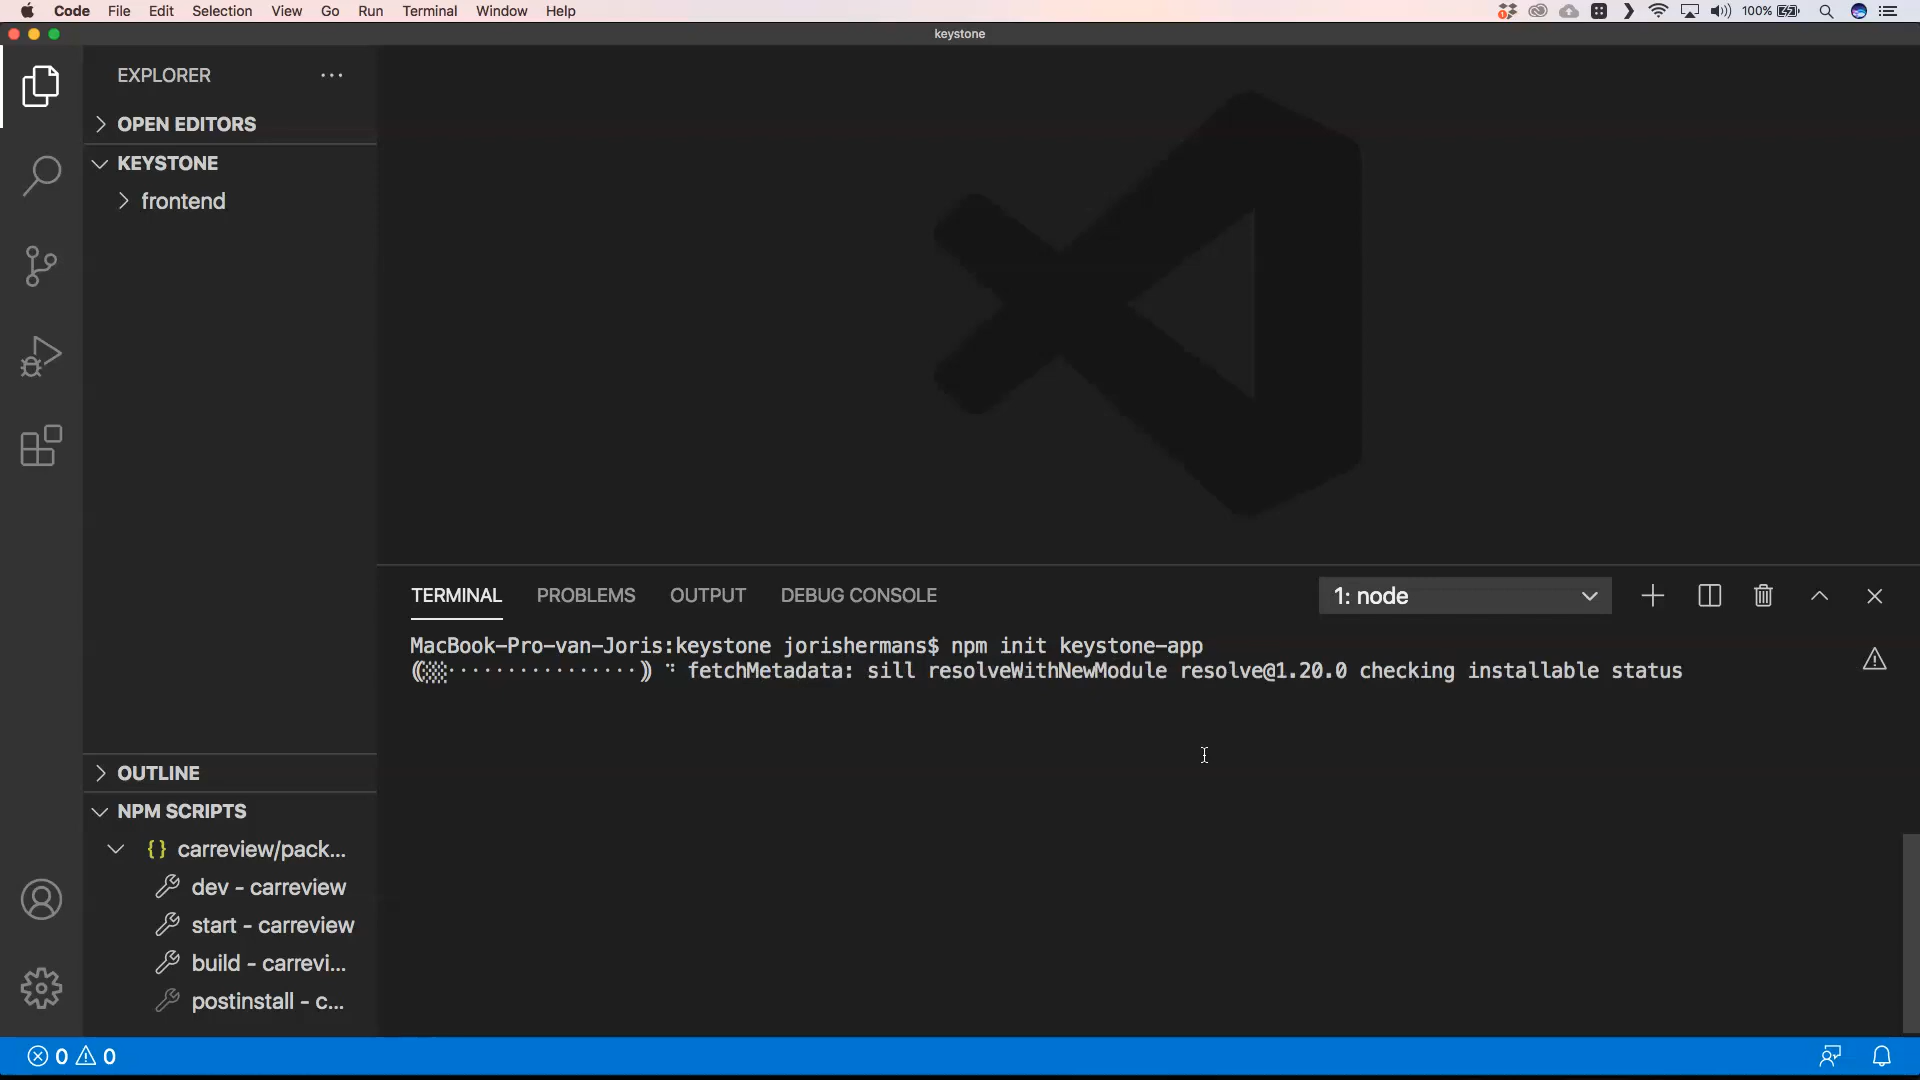 Code File Edit Selection View Go Run Terminal Window Help 100%
keystone
EXPLORER
OPEN EDITORS
KEYSTONE
frontend
TERMINAL PROBLEMS OUTPUT DEBUG CONSOLE 1: node
MacBook-Pro-van-Joris:keystone jorishermans$ npm init keystone-app
fetchMetadata: sill resolveWithNewModule resolve@1.20.0 checking installable status
OUTLINE
NPM SCRIPTS
{} carreview/pack...
dev - carreview
start - carreview
build - carrevi...
postinstall - c...
0 0